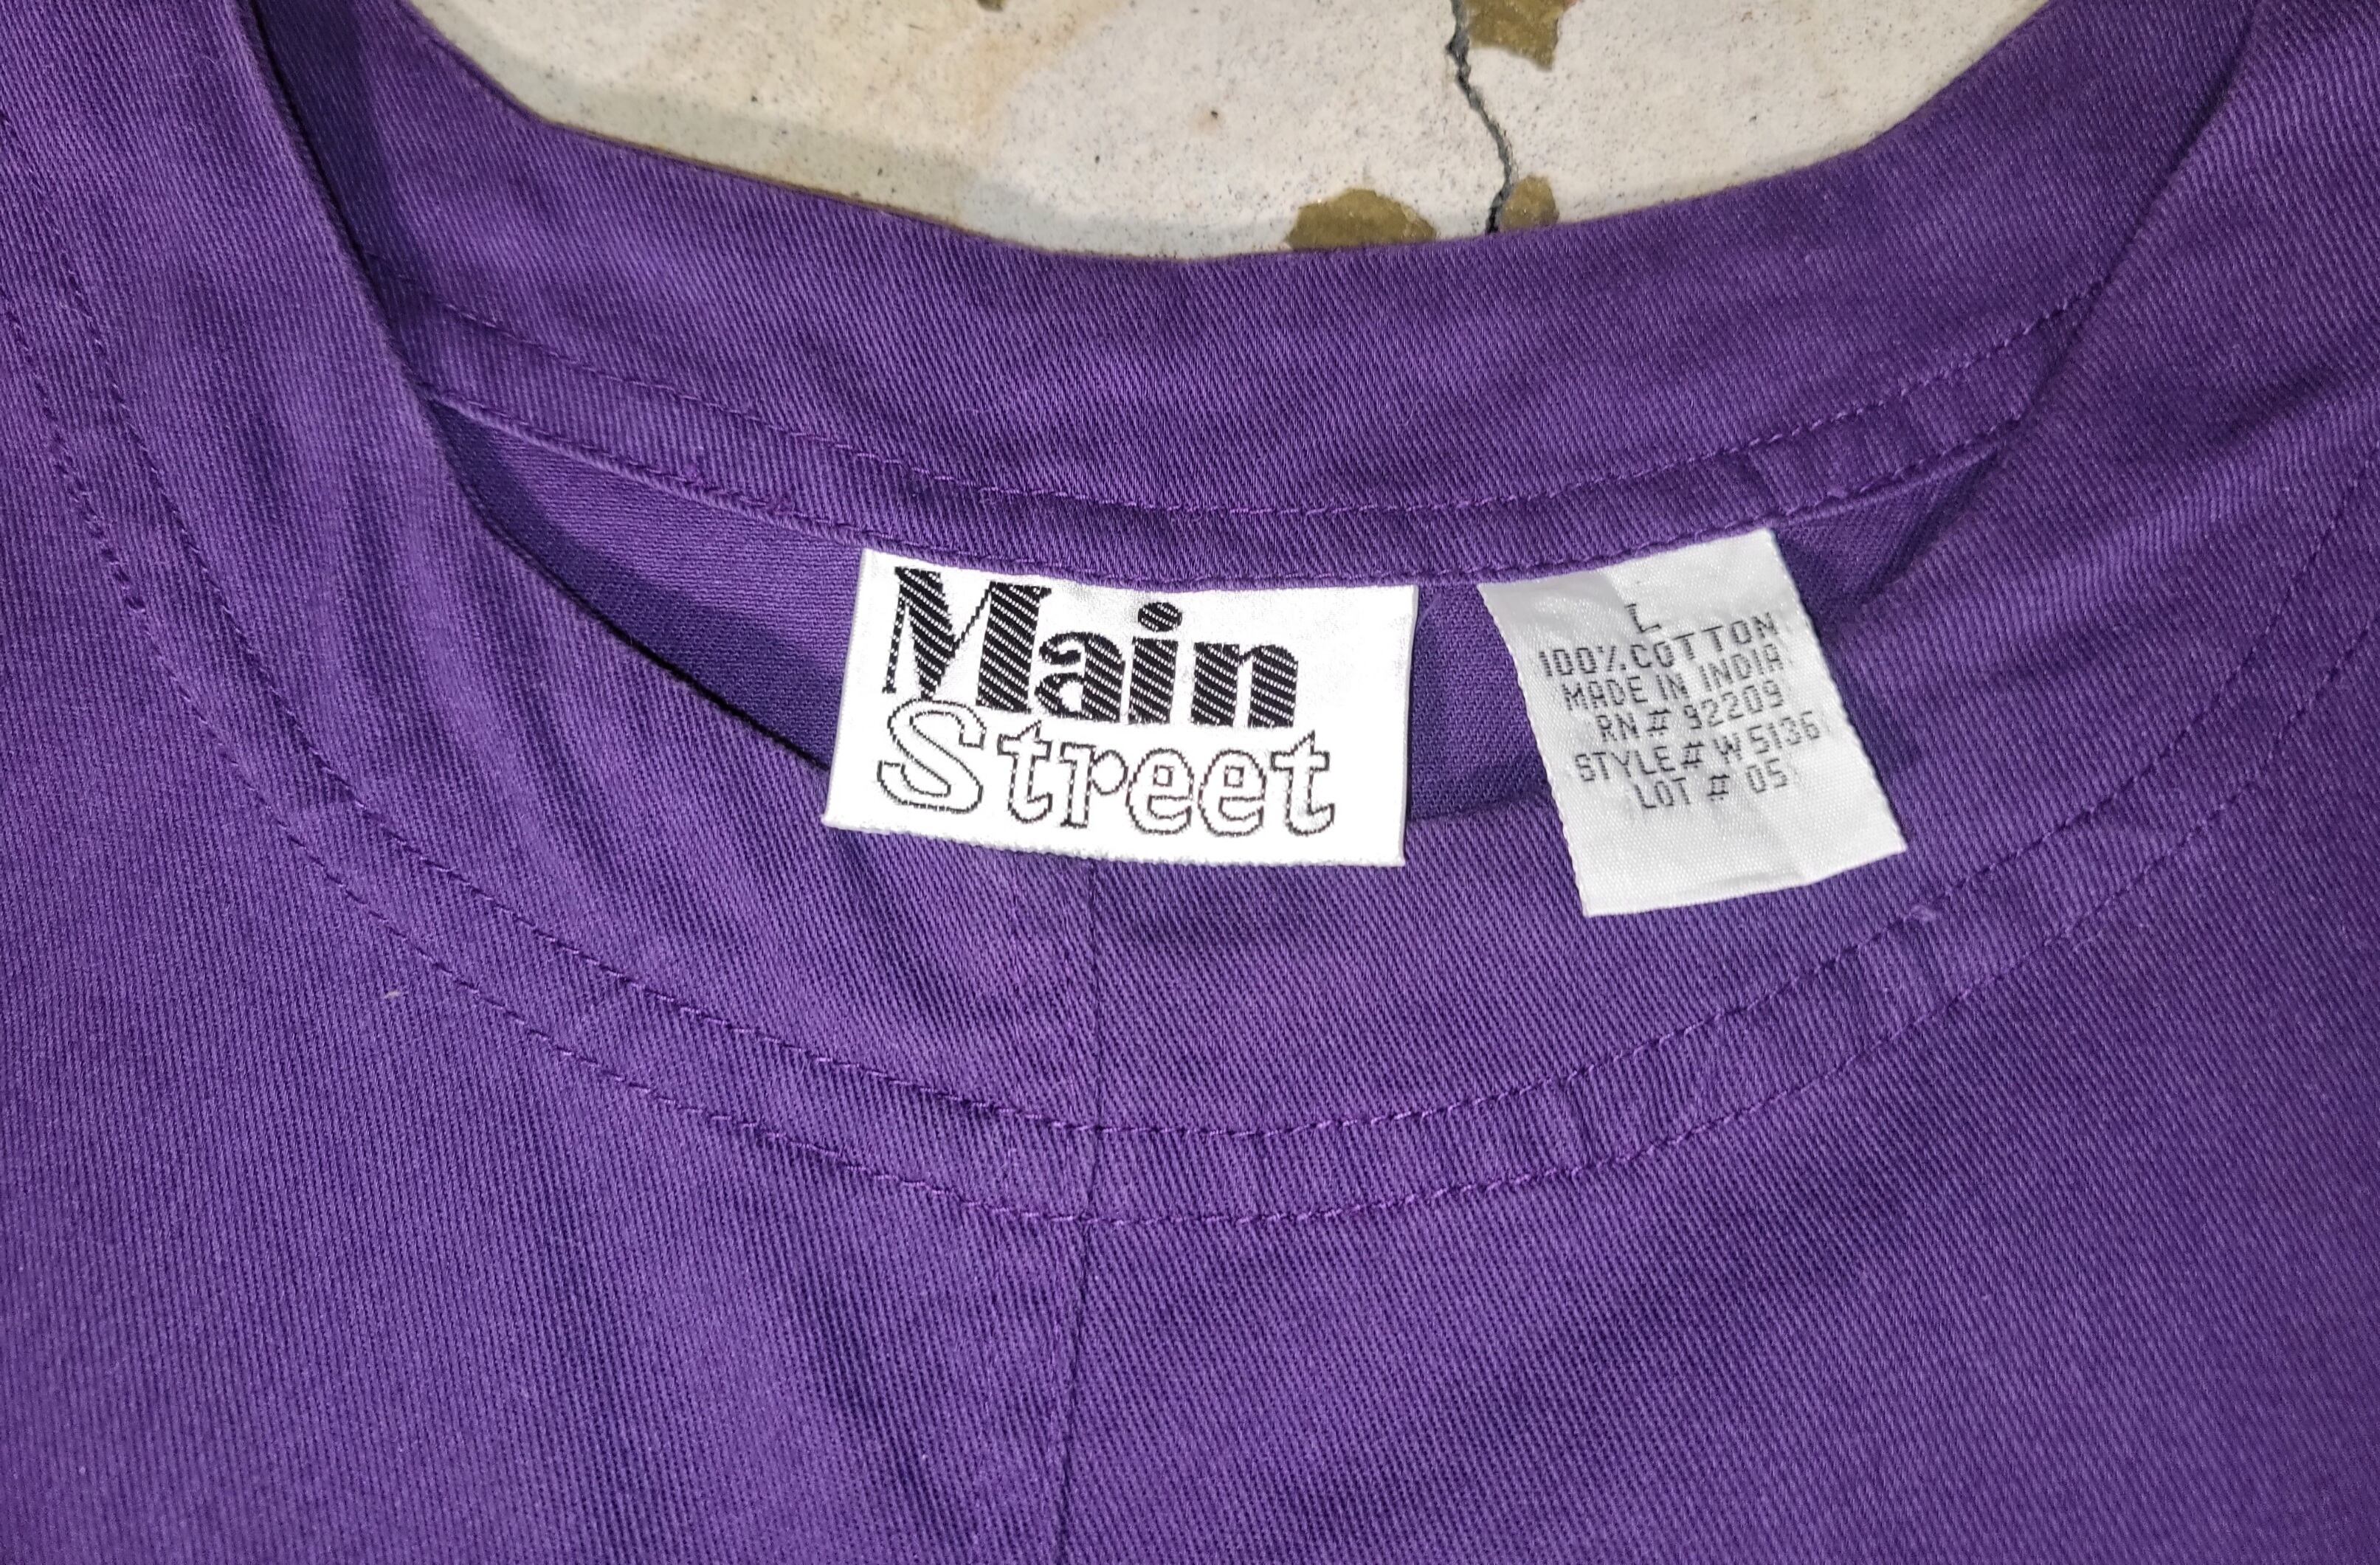 Main
Street
L
100% COTTON
MADE IN INDIA
RN # 92209
STYLE # W5136
LOT # 05